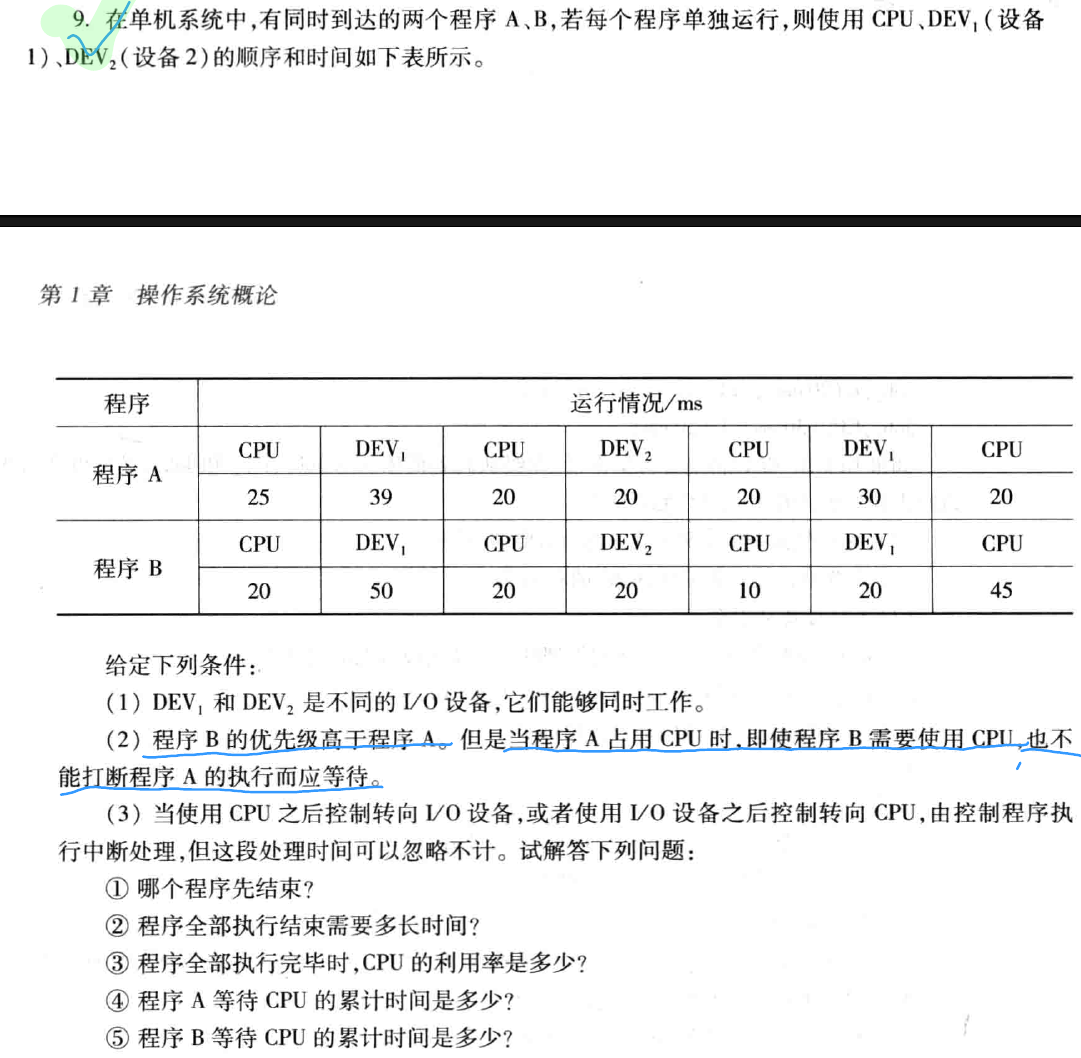 9. 在单机系统中,有同时到达的两个程序 A、B,若每个程序单独运行,则使用 CPU、DEV₁(设备
1)、DEV₂(设备 2)的顺序和时间如下表所示。
第 1 章 操作系统概论
程序 运行情况/ms
程序 A CPU DEV₁ CPU DEV₂ CPU DEV₁ CPU
25 39 20 20 20 30 20
程序 B CPU DEV₁ CPU DEV₂ CPU DEV₁ CPU
20 50 20 20 10 20 45
给定下列条件:
(1) DEV₁ 和 DEV₂ 是不同的 I/O 设备,它们能够同时工作。
(2) 程序 B 的优先级高于程序 A。但是当程序 A 占用 CPU 时,即使程序 B 需要使用 CPU,也不
能打断程序 A 的执行而应等待。
(3) 当使用 CPU 之后控制转向 I/O 设备,或者使用 I/O 设备之后控制转向 CPU,由控制程序执
行中断处理,但这段处理时间可以忽略不计。试解答下列问题:
① 哪个程序先结束?
② 程序全部执行结束需要多长时间?
③ 程序全部执行完毕时,CPU 的利用率是多少?
④ 程序 A 等待 CPU 的累计时间是多少?
⑤ 程序 B 等待 CPU 的累计时间是多少?